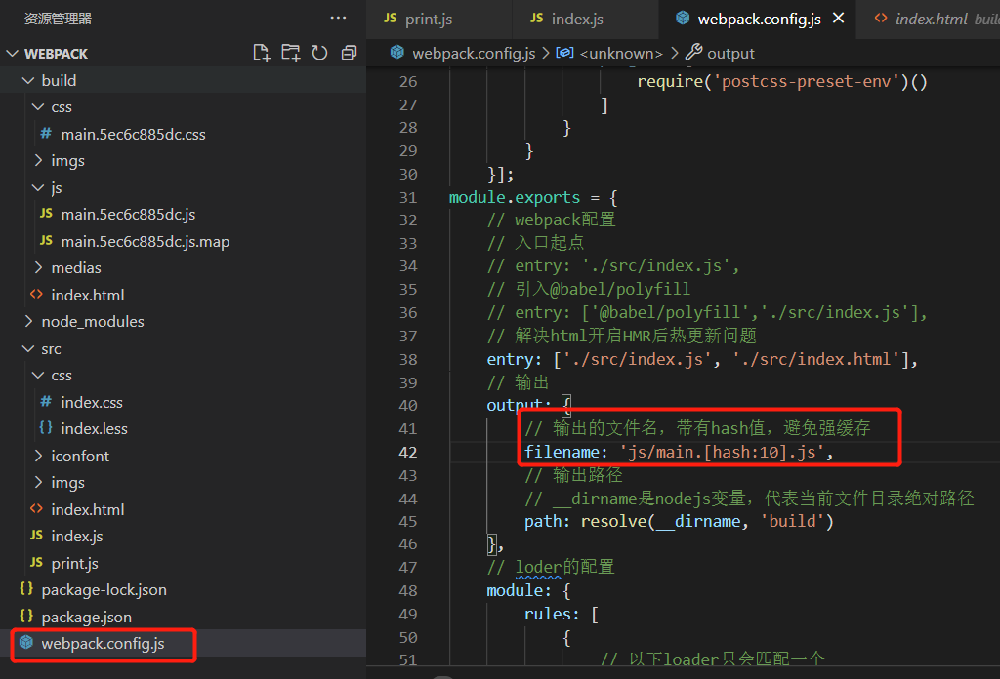 资源管理器 ···
print.js
index.js
webpack.config.js
index.html
WEBPACK
webpack.config.js > <unknown> > output
build
css
main.5ec6c885dc.css
imgs
js
main.5ec6c885dc.js
main.5ec6c885dc.js.map
medias
index.html
node_modules
src
css
index.css
index.less
iconfont
imgs
index.html
index.js
print.js
package-lock.json
package.json
webpack.config.js
26 require('postcss-preset-env')()
27 ]
28 }
29 }
30 }];
31 module.exports = {
32 // webpack配置
33 // 入口起点
34 // entry: './src/index.js',
35 // 引入@babel/polyfill
36 // entry: ['@babel/polyfill','./src/index.js'],
37 // 解决html开启HMR后热更新问题
38 entry: ['./src/index.js', './src/index.html'],
39 // 输出
40 output: {
41 // 输出的文件名，带有hash值，避免强缓存
42 filename: 'js/main.[hash:10].js',
43 // 输出路径
44 // __dirname是nodejs变量，代表当前文件目录绝对路径
45 path: resolve(__dirname, 'build')
46 },
47 // loder的配置
48 module: {
49 rules: [
50 {
51 // 以下loader只会匹配一个